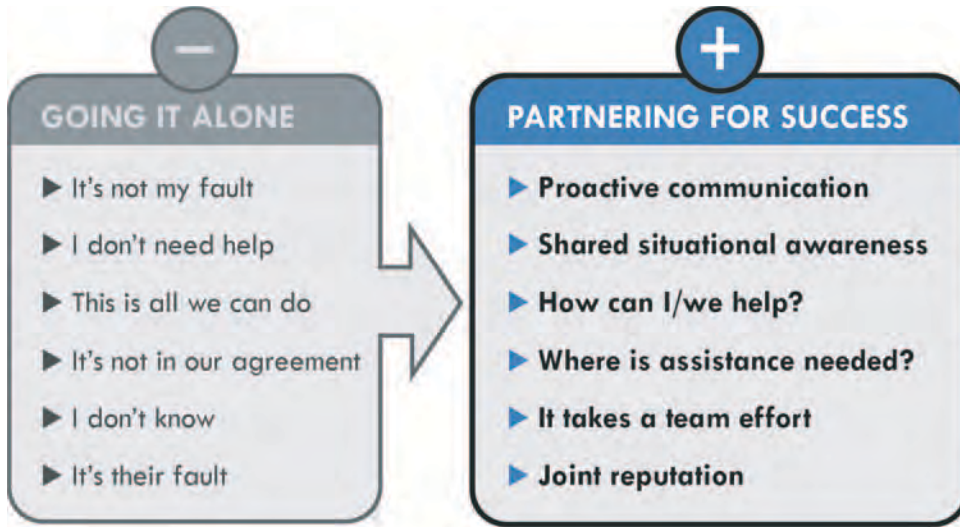 GOING IT ALONE
► It's not my fault
► I don't need help
► This is all we can do
► It's not in our agreement
► I don't know
► It's their fault
PARTNERING FOR SUCCESS
► Proactive communication
► Shared situational awareness
► How can I/we help?
► Where is assistance needed?
► It takes a team effort
► Joint reputation